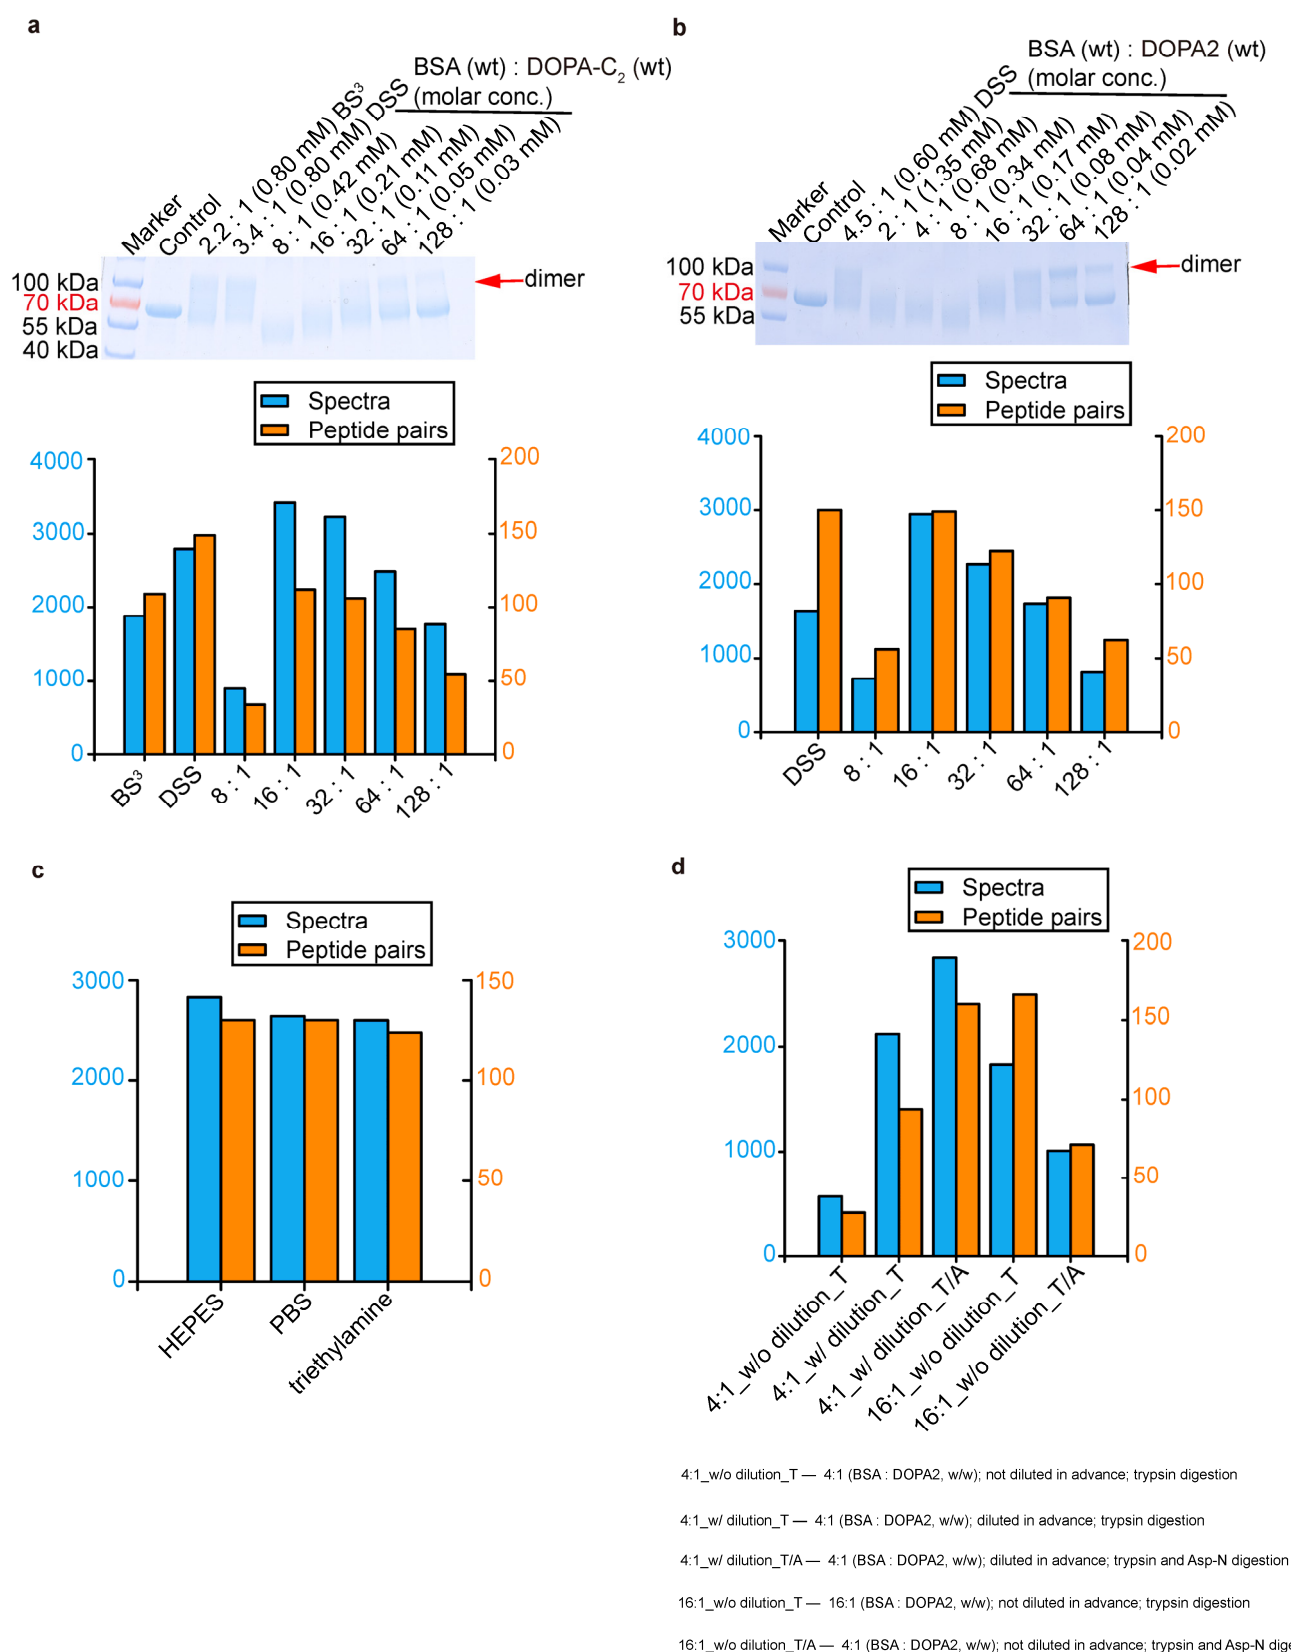 a
BSA (wt) : DOPA-C2 (wt)
(molar conc.)
Marker
Control
2.2 : 1 (0.80 mM) BS3
3.4 : 1 (0.80 mM) DSS
8 : 1 (0.42 mM)
16 : 1 (0.21 mM)
32 : 1 (0.11 mM)
64 : 1 (0.05 mM)
128 : 1 (0.03 mM)
100 kDa
70 kDa
55 kDa
40 kDa
dimer
Spectra
Peptide pairs
4000
3000
2000
1000
0
200
150
100
50
0
BS3
DSS
8 : 1
16 : 1
32 : 1
64 : 1
128 : 1
b
BSA (wt) : DOPA2 (wt)
(molar conc.)
Marker
Control
4.5 : 1 (0.60 mM) DSS
2 : 1 (1.35 mM)
4 : 1 (0.68 mM)
8 : 1 (0.34 mM)
16 : 1 (0.17 mM)
32 : 1 (0.08 mM)
64 : 1 (0.04 mM)
128 : 1 (0.02 mM)
100 kDa
70 kDa
55 kDa
dimer
Spectra
Peptide pairs
4000
3000
2000
1000
0
200
150
100
50
0
DSS
8 : 1
16 : 1
32 : 1
64 : 1
128 : 1
c
Spectra
Peptide pairs
3000
2000
1000
0
150
100
50
0
HEPES
PBS
triethylamine
d
Spectra
Peptide pairs
3000
2000
1000
0
200
150
100
50
0
4:1_w/o dilution_T
4:1_w/ dilution_T
4:1_w/ dilution_T/A
16:1_w/o dilution_T
16:1_w/o dilution_T/A
4:1_w/o dilution_T — 4:1 (BSA : DOPA2, w/w); not diluted in advance; trypsin digestion
4:1_w/ dilution_T — 4:1 (BSA : DOPA2, w/w); diluted in advance; trypsin digestion
4:1_w/ dilution_T/A — 4:1 (BSA : DOPA2, w/w); diluted in advance; trypsin and Asp-N digestion
16:1_w/o dilution_T — 16:1 (BSA : DOPA2, w/w); not diluted in advance; trypsin digestion
16:1_w/o dilution_T/A — 4:1 (BSA : DOPA2, w/w); not diluted in advance; trypsin and Asp-N dige